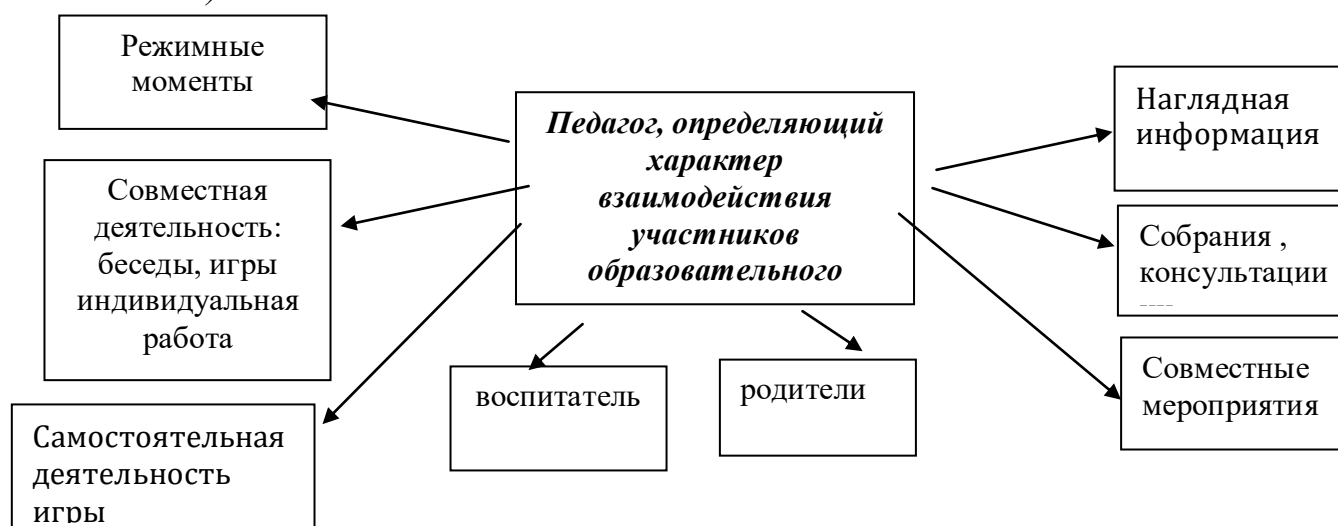 Режимные
моменты
Совместная
деятельность:
беседы, игры
индивидуальная
работа
Самостоятельная
деятельность
игры
Педагог, определяющий
характер
взаимодействия
участников
образовательного
воспитатель
родители
Наглядная
информация
Собрания ,
консультации
Совместные
мероприятия